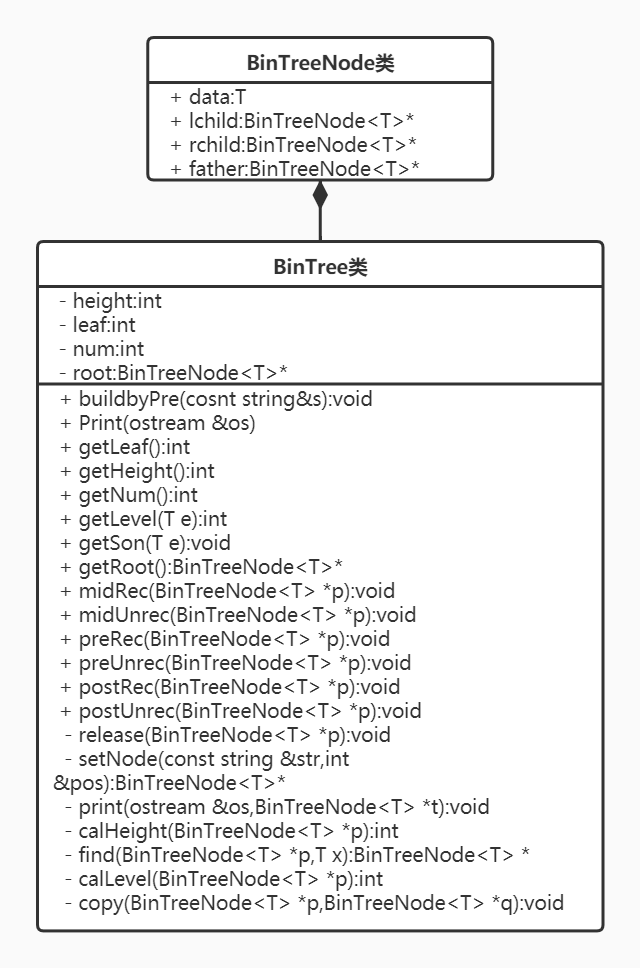 BinTreeNode类
+ data:T
+ lchild:BinTreeNode<T>*
+ rchild:BinTreeNode<T>*
+ father:BinTreeNode<T>*
BinTree类
- height:int
- leaf:int
- num:int
- root:BinTreeNode<T>*
+ buildbyPre(cosnt string&s):void
+ Print(ostream &os)
+ getLeaf():int
+ getHeight():int
+ getNum():int
+ getLevel(T e):int
+ getSon(T e):void
+ getRoot():BinTreeNode<T>*
+ midRec(BinTreeNode<T> *p):void
+ midUnrec(BinTreeNode<T> *p):void
+ preRec(BinTreeNode<T> *p):void
+ preUnrec(BinTreeNode<T> *p):void
+ postRec(BinTreeNode<T> *p):void
+ postUnrec(BinTreeNode<T> *p):void
- release(BinTreeNode<T> *p):void
- setNode(const string &str,int
&pos):BinTreeNode<T>*
- print(ostream &os,BinTreeNode<T> *t):void
- calHeight(BinTreeNode<T> *p):int
- find(BinTreeNode<T> *p,T x):BinTreeNode<T> *
- calLevel(BinTreeNode<T> *p):int
- copy(BinTreeNode<T> *p,BinTreeNode<T> *q):void